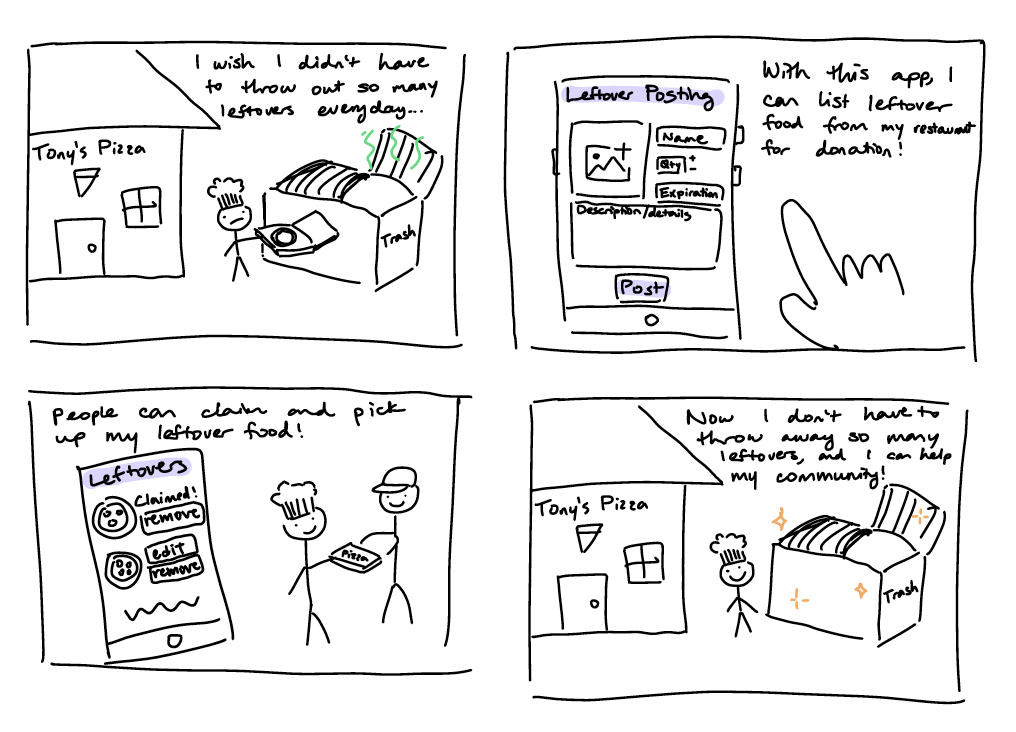 I wish I didn't have
to throw out so many
leftovers everyday...
Tony's Pizza
Trash
With this app, I
can list leftover
food from my restaurant
for donation!
Leftover Posting
Name
Qty + -
Expiration
Description/details
Post
People can claim and pick
up my leftover food!
Leftovers
Claimed!
remove
edit
remove
Pizza
Now I don't have to
throw away so many
leftovers, and I can help
my community!
Tony's Pizza
Trash